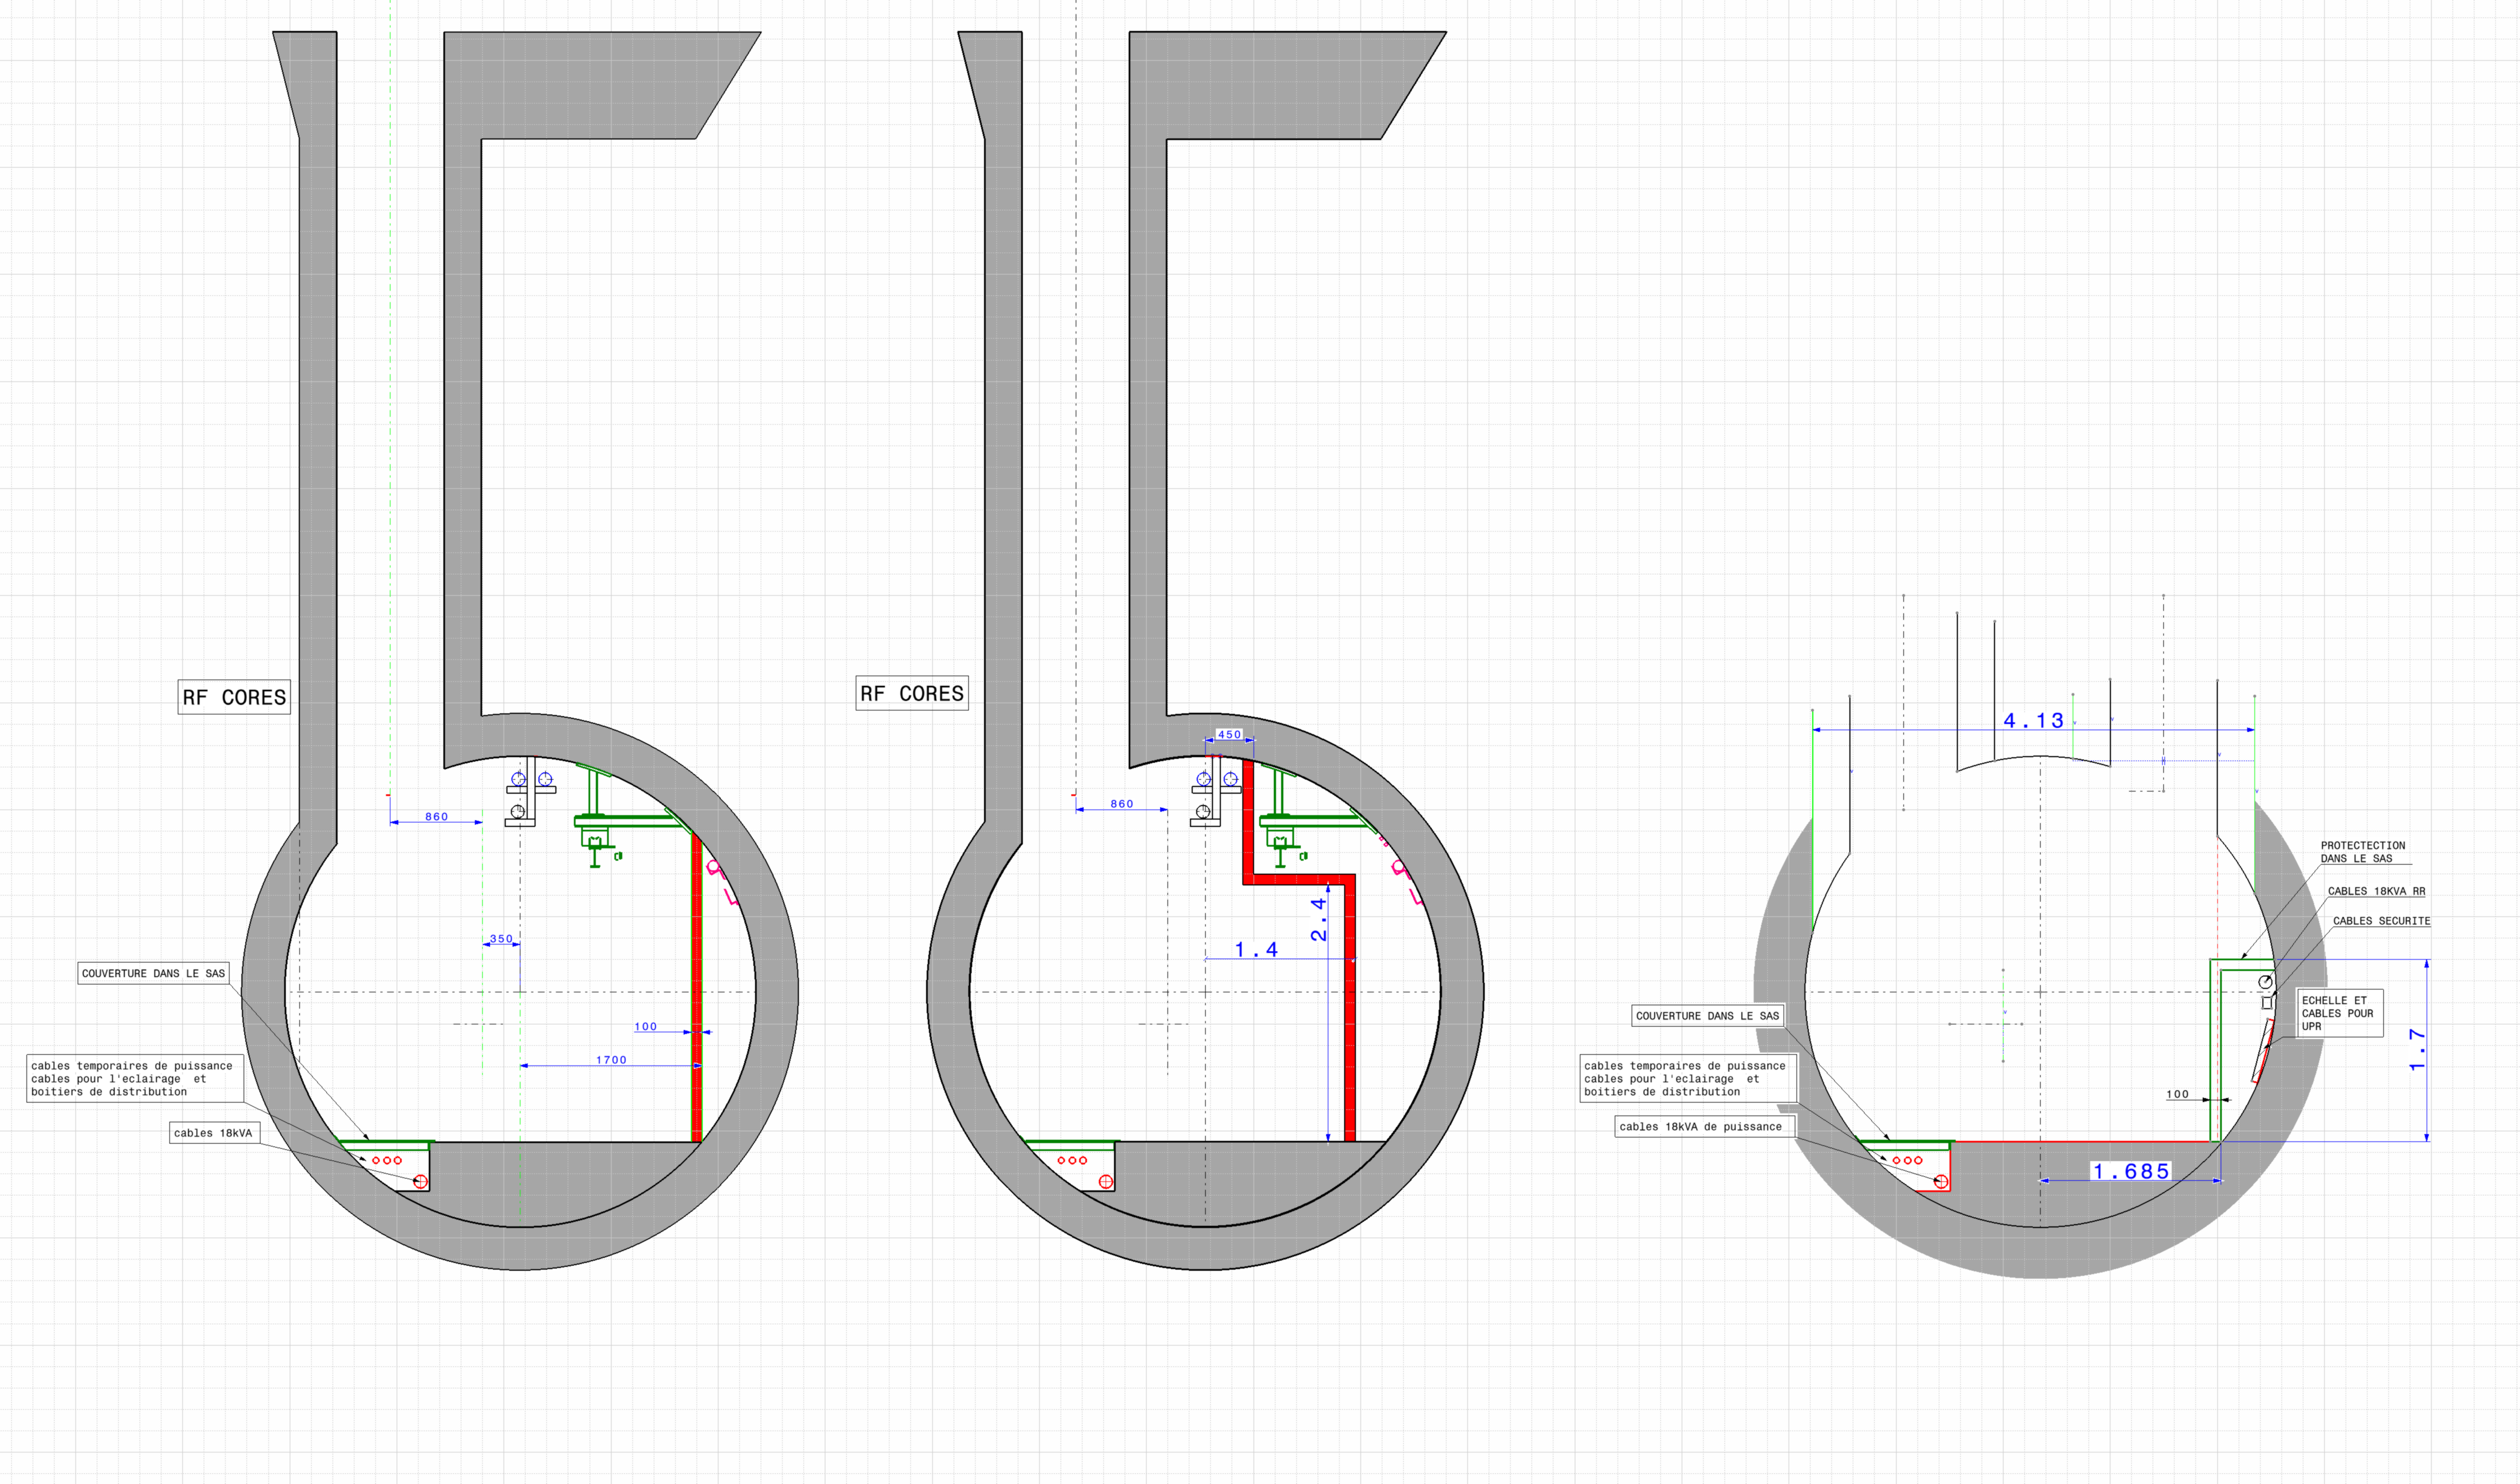 RF CORES
860
350
100
1700
COUVERTURE DANS LE SAS
cables temporaires de puissance
cables pour l'eclairage et
boitiers de distribution
cables 18kVA
RF CORES
450
860
2.4
1.4
4.13
PROTECTECTION
DANS LE SAS
CABLES 18KVA RR
CABLES SECURITE
ECHELLE ET
CABLES POUR
UPR
1.7
100
1.685
COUVERTURE DANS LE SAS
cables temporaires de puissance
cables pour l'eclairage et
boitiers de distribution
cables 18kVA de puissance